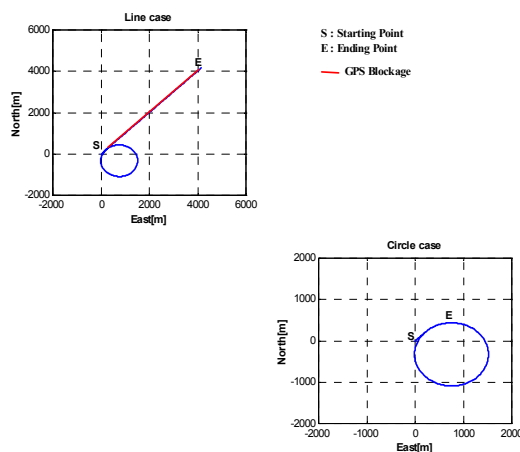 Line case
6000
4000
2000
0
-2000
North[m]
E
S
-2000
0
2000
4000
6000
East[m]
S : Starting Point
E : Ending Point
GPS Blockage
Circle case
2000
1000
0
-1000
-2000
North[m]
E
S
-2000
-1000
0
1000
2000
East[m]